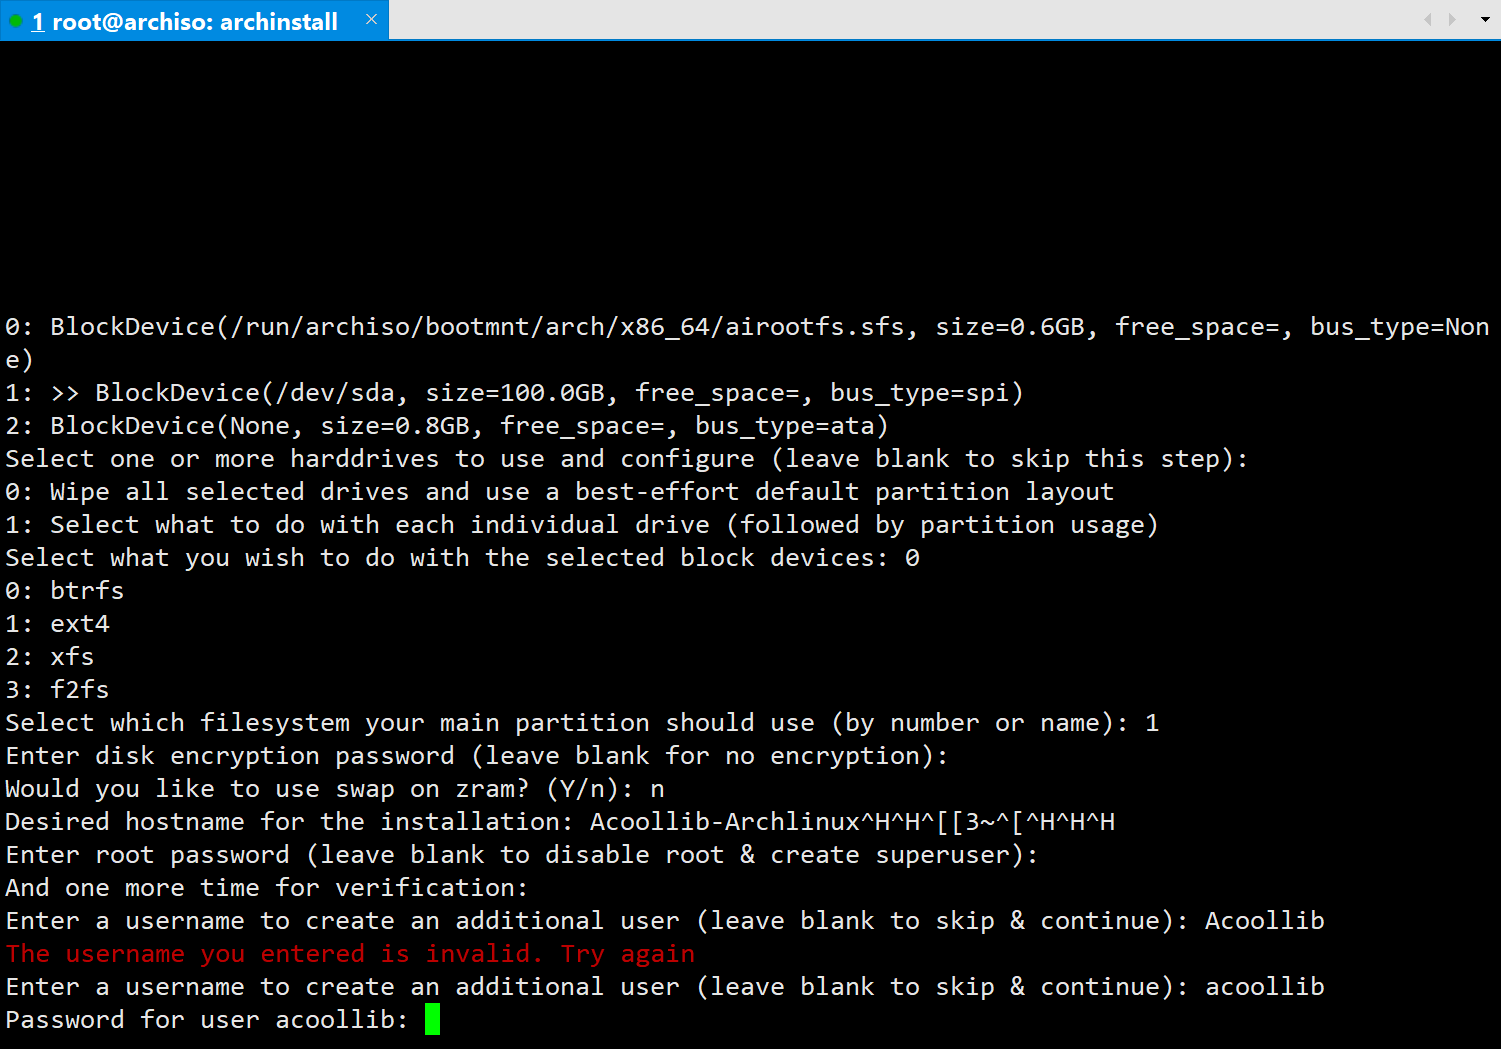 1 root@archiso: archinstall ×
0: BlockDevice(/run/archiso/bootmnt/arch/x86_64/airootfs.sfs, size=0.6GB, free_space=, bus_type=Non
e)
1: >> BlockDevice(/dev/sda, size=100.0GB, free_space=, bus_type=spi)
2: BlockDevice(None, size=0.8GB, free_space=, bus_type=ata)
Select one or more harddrives to use and configure (leave blank to skip this step):
0: Wipe all selected drives and use a best-effort default partition layout
1: Select what to do with each individual drive (followed by partition usage)
Select what you wish to do with the selected block devices: 0
0: btrfs
1: ext4
2: xfs
3: f2fs
Select which filesystem your main partition should use (by number or name): 1
Enter disk encryption password (leave blank for no encryption):
Would you like to use swap on zram? (Y/n): n
Desired hostname for the installation: Acoollib-Archlinux^H^H^[[3~^[^H^H^H
Enter root password (leave blank to disable root & create superuser):
And one more time for verification:
Enter a username to create an additional user (leave blank to skip & continue): Acoollib
The username you entered is invalid. Try again
Enter a username to create an additional user (leave blank to skip & continue): acoollib
Password for user acoollib: